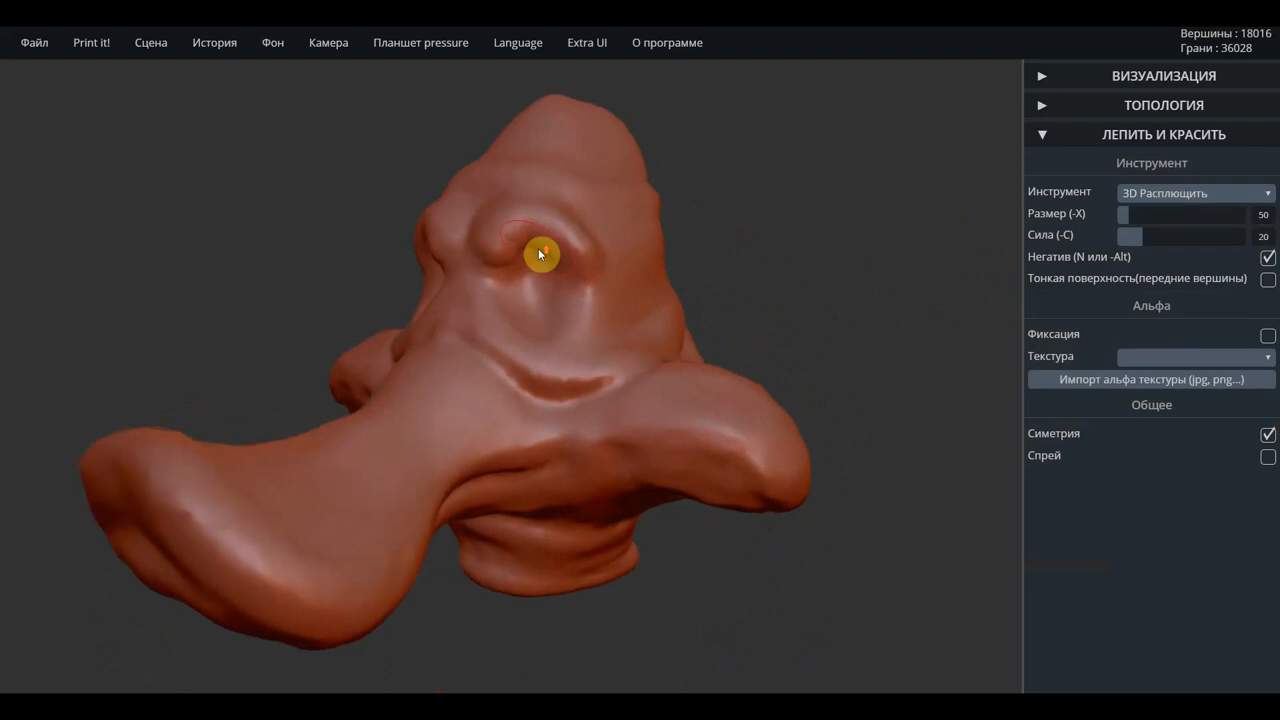 Файл Print it! Сцена История Фон Камера Планшет pressure Language Extra UI О программе
Вершины : 18016
Грани : 36028
ВИЗУАЛИЗАЦИЯ
ТОПОЛОГИЯ
ЛЕПИТЬ И КРАСИТЬ
Инструмент
Инструмент 3D Расплющить
Размер (-X) 50
Сила (-C) 20
Негатив (N или -Alt)
Тонкая поверхность(передние вершины)
Альфа
Фиксация
Текстура
Импорт альфа текстуры (jpg, png...)
Общее
Симетрия
Спрей